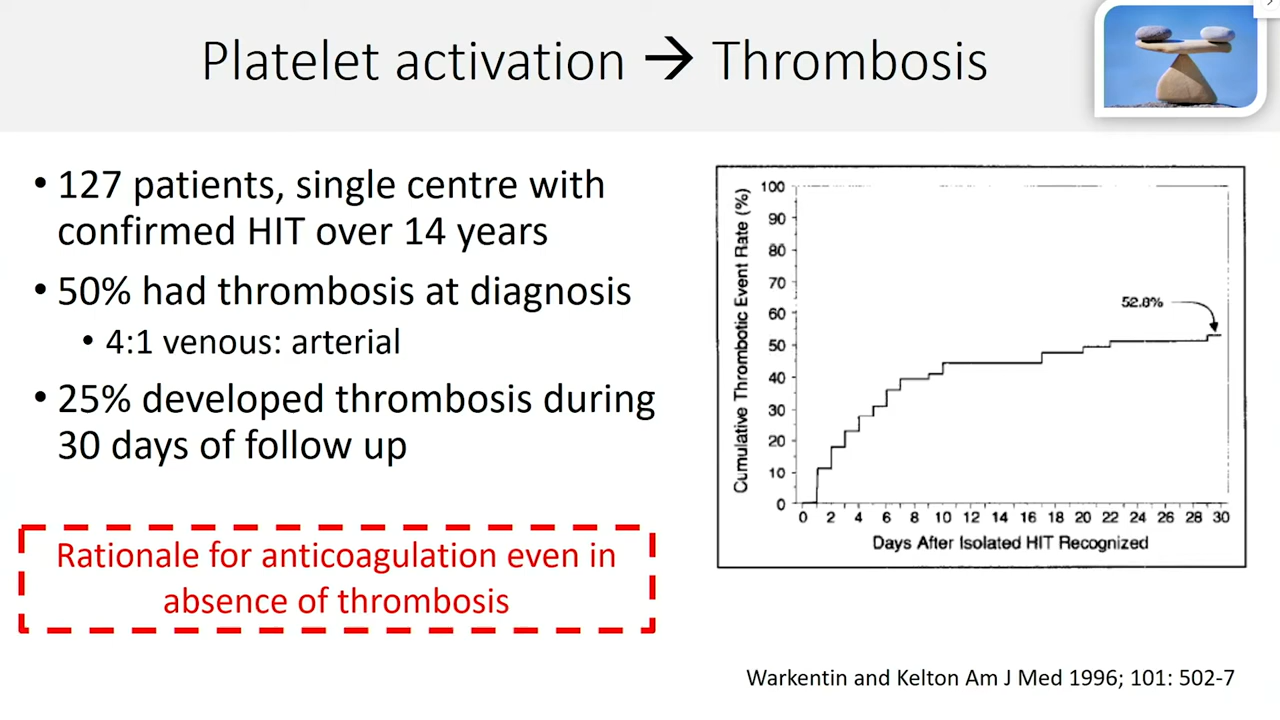 Platelet activation → Thrombosis
• 127 patients, single centre with
confirmed HIT over 14 years
• 50% had thrombosis at diagnosis
• 4:1 venous: arterial
• 25% developed thrombosis during
30 days of follow up
Rationale for anticoagulation even in
absence of thrombosis
Cumulative Thrombotic Event Rate (%)
100
90
80
70
60
50
40
30
20
10
0
52.8%
0 2 4 6 8 10 12 14 16 18 20 22 24 26 28 30
Days After Isolated HIT Recognized
Warkentin and Kelton Am J Med 1996; 101: 502-7